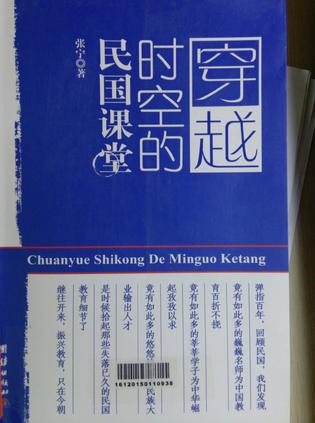 穿越
时空的
民国课堂
张宁 著
Chuanyue Shikong De Minguo Ketang
弹指百年，回顾民国，我们发现
竟有如此多的巍巍名师为中国教
育百折不挠
竟有如此多的莘莘学子为中华崛
起孜孜以求
竟有如此多的悠悠 民族大
业输出人才
是时候拾起那些失落已久的民国
教育细节了
继往开来，振兴教育，只在今朝
16120150110936